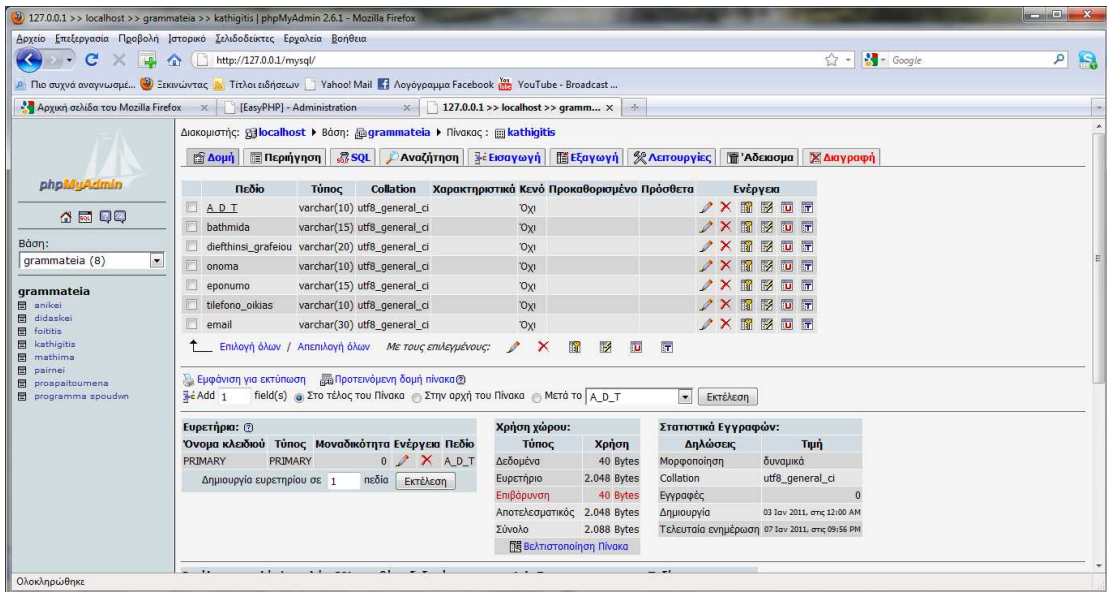 127.0.0.1 >> localhost >> grammateia >> kathigitis | phpMyAdmin 2.6.1 - Mozilla Firefox
Αρχείο Επεξεργασία Προβολή Ιστορικό Σελιδοδείκτες Εργαλεία Βοήθεια
http://127.0.0.1/mysql/
Google
Πιο συχνά αναγνωσμέ... Ξεκινώντας Τίτλοι ειδήσεων Yahoo! Mail Λογόγραμμα Facebook YouTube - Broadcast ...
Αρχική σελίδα του Mozilla Firefox [EasyPHP] - Administration 127.0.0.1 >> localhost >> gramm...
phpMyAdmin
Βάση:
grammateia (8)
grammateia
anikei
didaskei
foititis
kathigitis
mathima
pairnei
proapaitoumena
programma spoudwn
Διακομιστής: localhost Βάση: grammateia Πίνακας : kathigitis
Δομή Περιήγηση SQL Αναζήτηση Εισαγωγή Εξαγωγή Λειτουργίες 'Αδειασμα Διαγραφή
Πεδίο Τύπος Collation Χαρακτηριστικά Κενό Προκαθορισμένο Πρόσθετα Ενέργεια
A_D_T varchar(10) utf8_general_ci Όχι
bathmida varchar(15) utf8_general_ci Όχι
diefthinsi_grafeiou varchar(20) utf8_general_ci Όχι
onoma varchar(10) utf8_general_ci Όχι
eponumo varchar(15) utf8_general_ci Όχι
tilefono_oikias varchar(10) utf8_general_ci Όχι
email varchar(30) utf8_general_ci Όχι
Επιλογή όλων / Απεπιλογή όλων Με τους επιλεγμένους:
Εμφάνιση για εκτύπωση Προτεινόμενη δομή πίνακα
Add 1 field(s) Στο τέλος του Πίνακα Στην αρχή του Πίνακα Μετά το A_D_T Εκτέλεση
Ευρετήρια:
Όνομα κλειδιού Τύπος Μοναδικότητα Ενέργεια Πεδίο
PRIMARY PRIMARY 0 A_D_T
Δημιουργία ευρετηρίου σε 1 πεδία Εκτέλεση
Χρήση χώρου:
Τύπος Χρήση
Δεδομένα 40 Bytes
Ευρετήριο 2.048 Bytes
Επιβάρυνση 40 Bytes
Αποτελεσματικός 2.048 Bytes
Σύνολο 2.088 Bytes
Βελτιστοποίηση Πίνακα
Στατιστικά Εγγραφών:
Δηλώσεις Τιμή
Μορφοποίηση δυναμικά
Collation utf8_general_ci
Εγγραφές 0
Δημιουργία 03 Ιαν 2011, στις 12:00 AM
Τελευταία ενημέρωση 07 Ιαν 2011, στις 09:56 PM
Ολοκληρώθηκε